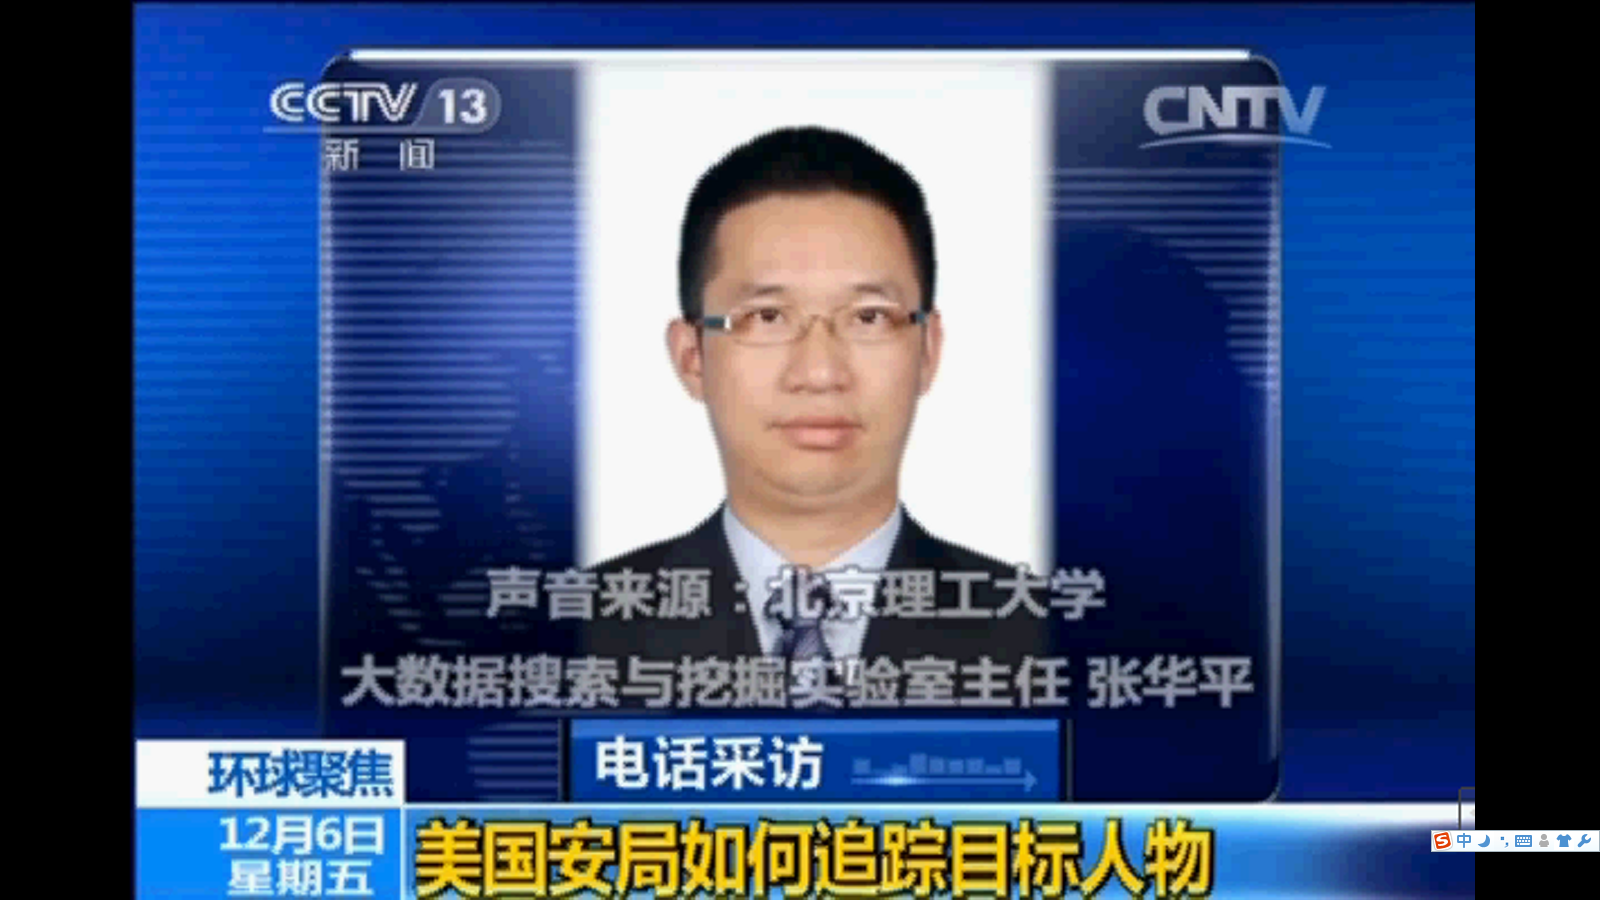 CCTV 13
新闻
CNTV
声音来源：北京理工大学
大数据搜索与挖掘实验室主任 张华平
电话采访
环球聚焦
12月6日
星期五
美国安局如何追踪目标人物
S中